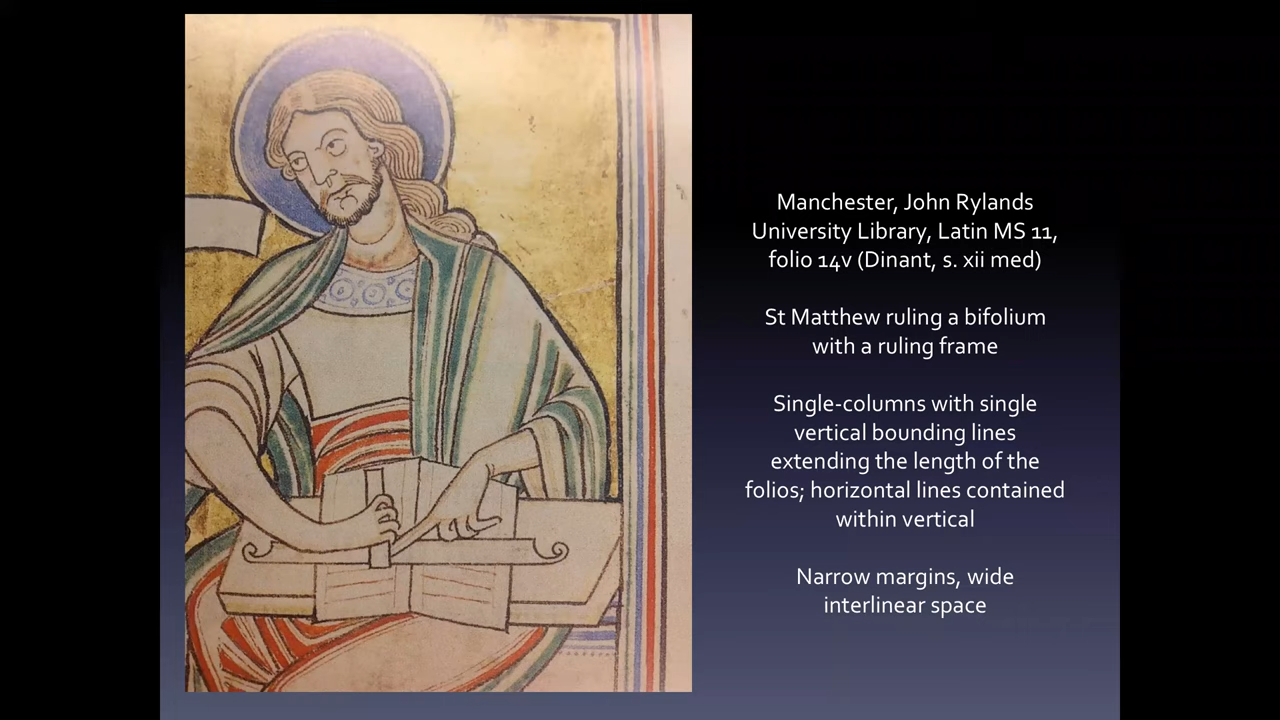 Manchester, John Rylands
University Library, Latin MS 11,
folio 14v (Dinant, s. xii med)
St Matthew ruling a bifolium
with a ruling frame
Single-columns with single
vertical bounding lines
extending the length of the
folios; horizontal lines contained
within vertical
Narrow margins, wide
interlinear space